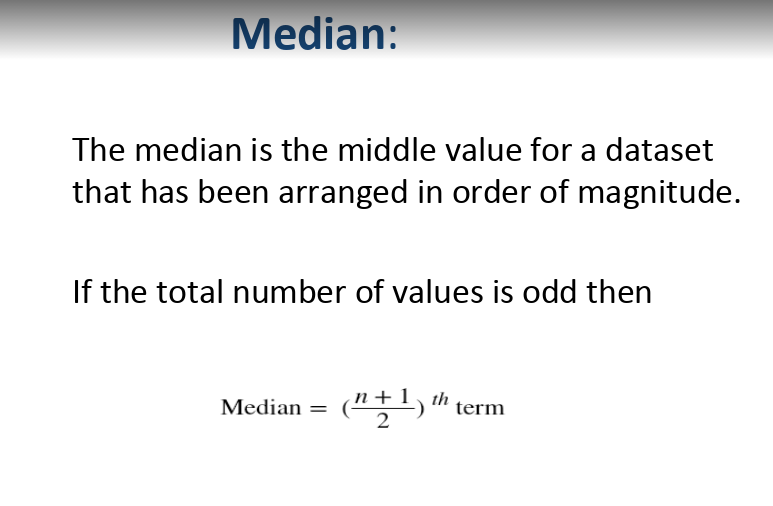 Median:
The median is the middle value for a dataset
that has been arranged in order of magnitude.
If the total number of values is odd then
Median = (n + 1 / 2) th term